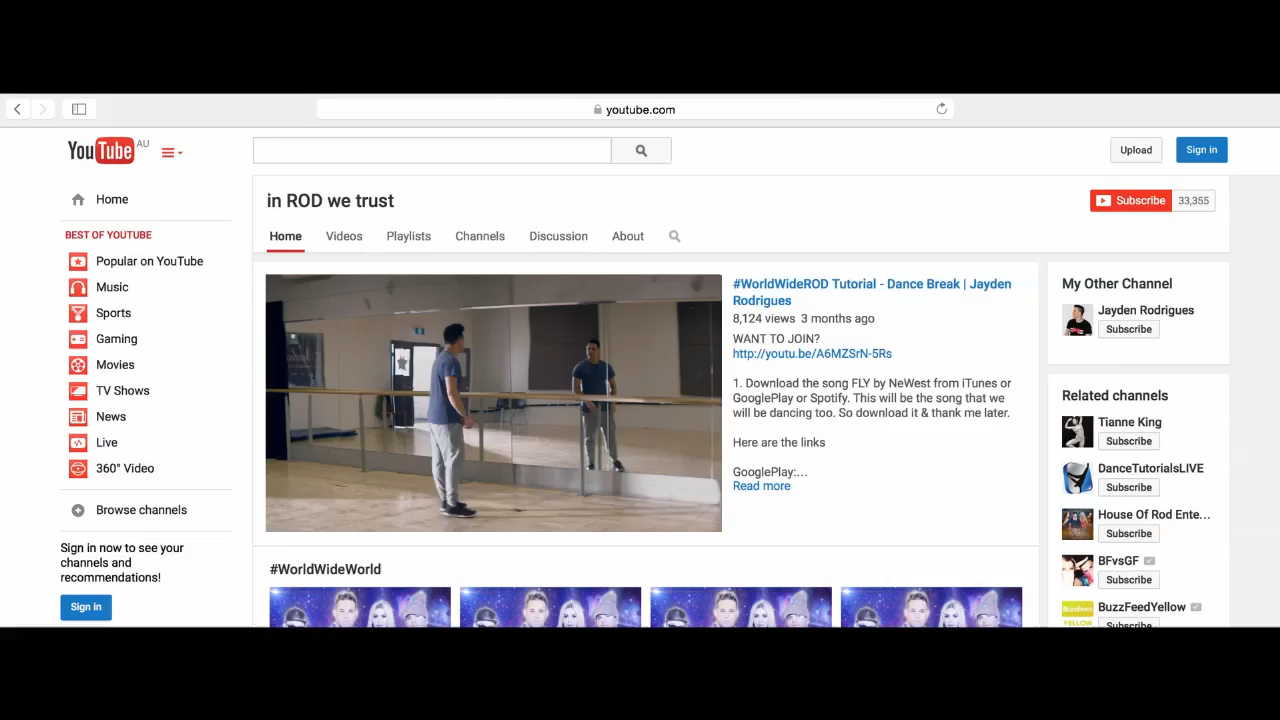 youtube.com
YouTube AU
Upload
Sign in
Home
BEST OF YOUTUBE
Popular on YouTube
Music
Sports
Gaming
Movies
TV Shows
News
Live
360° Video
Browse channels
Sign in now to see your
channels and
recommendations!
Sign in
in ROD we trust
Subscribe 33,355
Home Videos Playlists Channels Discussion About
#WorldWideROD Tutorial - Dance Break | Jayden
Rodrigues
8,124 views 3 months ago
WANT TO JOIN?
http://youtu.be/A6MZSrN-5Rs
1. Download the song FLY by NeWest from iTunes or
GooglePlay or Spotify. This will be the song that we
will be dancing too. So download it & thank me later.
Here are the links
GooglePlay:...
Read more
#WorldWideWorld
My Other Channel
Jayden Rodrigues
Subscribe
Related channels
Tianne King
Subscribe
DanceTutorialsLIVE
Subscribe
House Of Rod Ente...
Subscribe
BFvsGF
Subscribe
BuzzFeed
YELLOW
BuzzFeedYellow
Subscribe